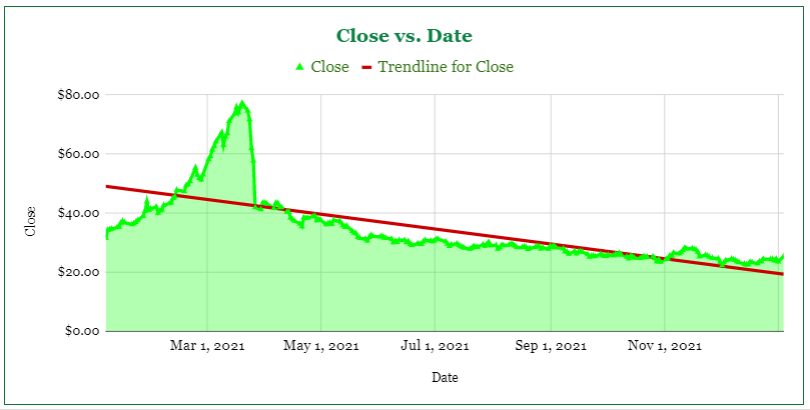 Close vs. Date
Close Trendline for Close
$80.00
$60.00
$40.00
$20.00
$0.00
Close
Mar 1, 2021 May 1, 2021 Jul 1, 2021 Sep 1, 2021 Nov 1, 2021
Date